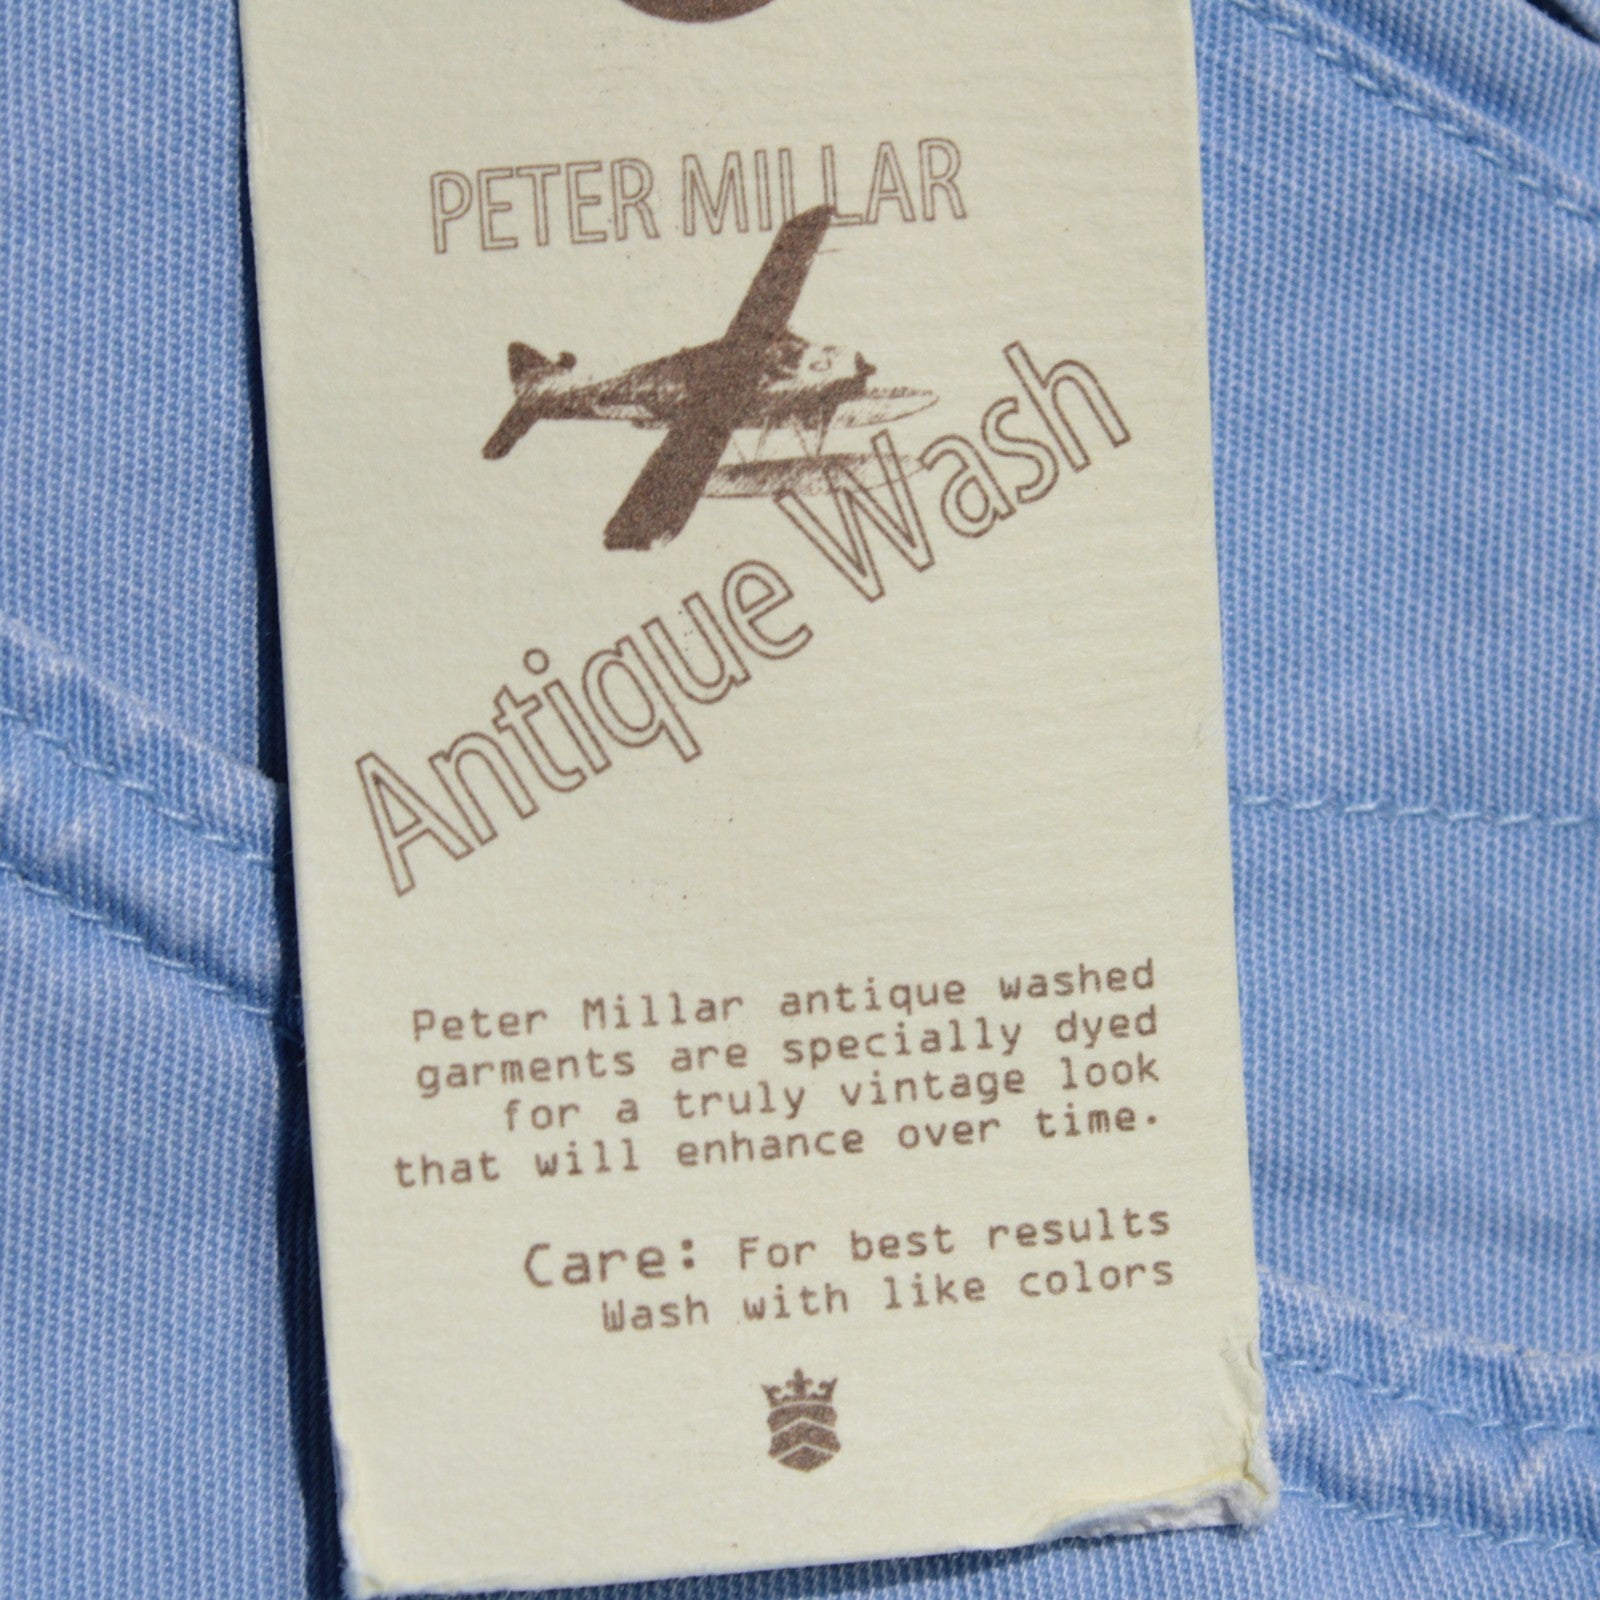 PETER MILLAR
Antique Wash
Peter Millar antique washed
garments are specially dyed
for a truly vintage look
that will enhance over time.
Care: For best results
Wash with like colors